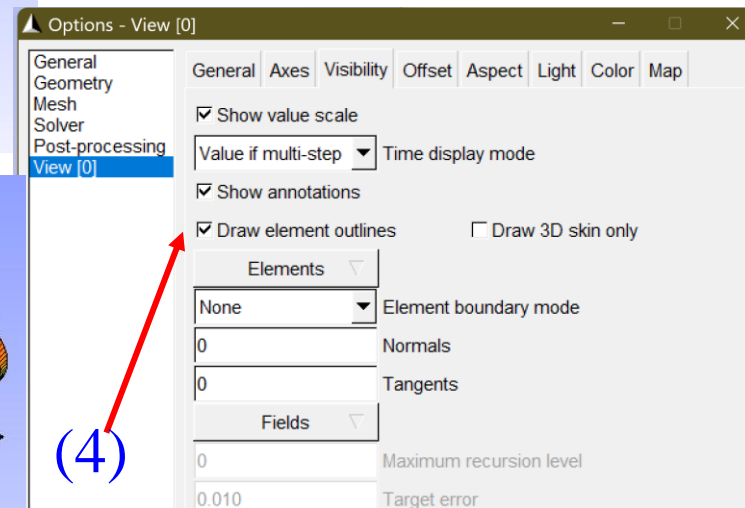 Options - View [0]
General
Geometry
Mesh
Solver
Post-processing
View [0]
General Axes Visibility Offset Aspect Light Color Map
Show value scale
Value if multi-step Time display mode
Show annotations
Draw element outlines Draw 3D skin only
Elements
None Element boundary mode
0 Normals
0 Tangents
Fields
0 Maximum recursion level
0.010 Target error
(4)